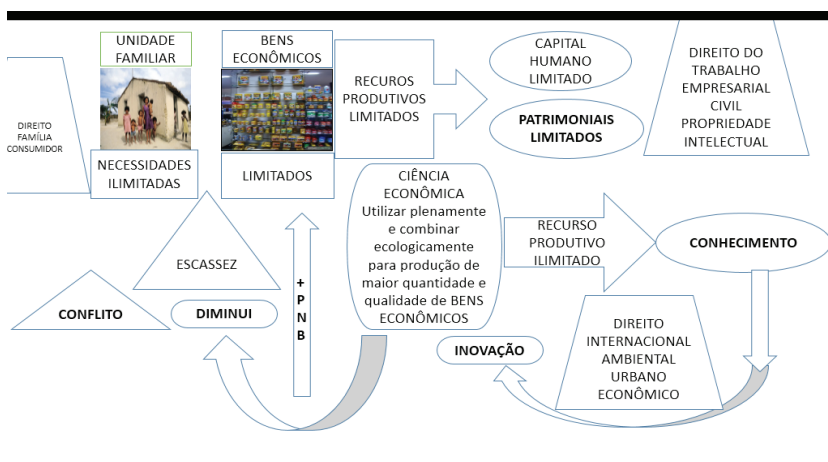 UNIDADE
FAMILIAR
BENS
ECONÔMICOS
DIREITO
FAMÍLIA
CONSUMIDOR
NECESSIDADES
ILIMITADAS
LIMITADOS
RECUROS
PRODUTIVOS
LIMITADOS
CAPITAL
HUMANO
LIMITADO
PATRIMONIAIS
LIMITADOS
DIREITO DO
TRABALHO
EMPRESARIAL
CIVIL
PROPRIEDADE
INTELECTUAL
ESCASSEZ
CONFLITO
DIMINUI
+
P
N
B
CIÊNCIA
ECONÔMICA
Utilizar plenamente
e combinar
ecologicamente
para produção de
maior quantidade e
qualidade de BENS
ECONÔMICOS
RECURSO
PRODUTIVO
ILIMITADO
CONHECIMENTO
INOVAÇÃO
DIREITO
INTERNACIONAL
AMBIENTAL
URBANO
ECONÔMICO